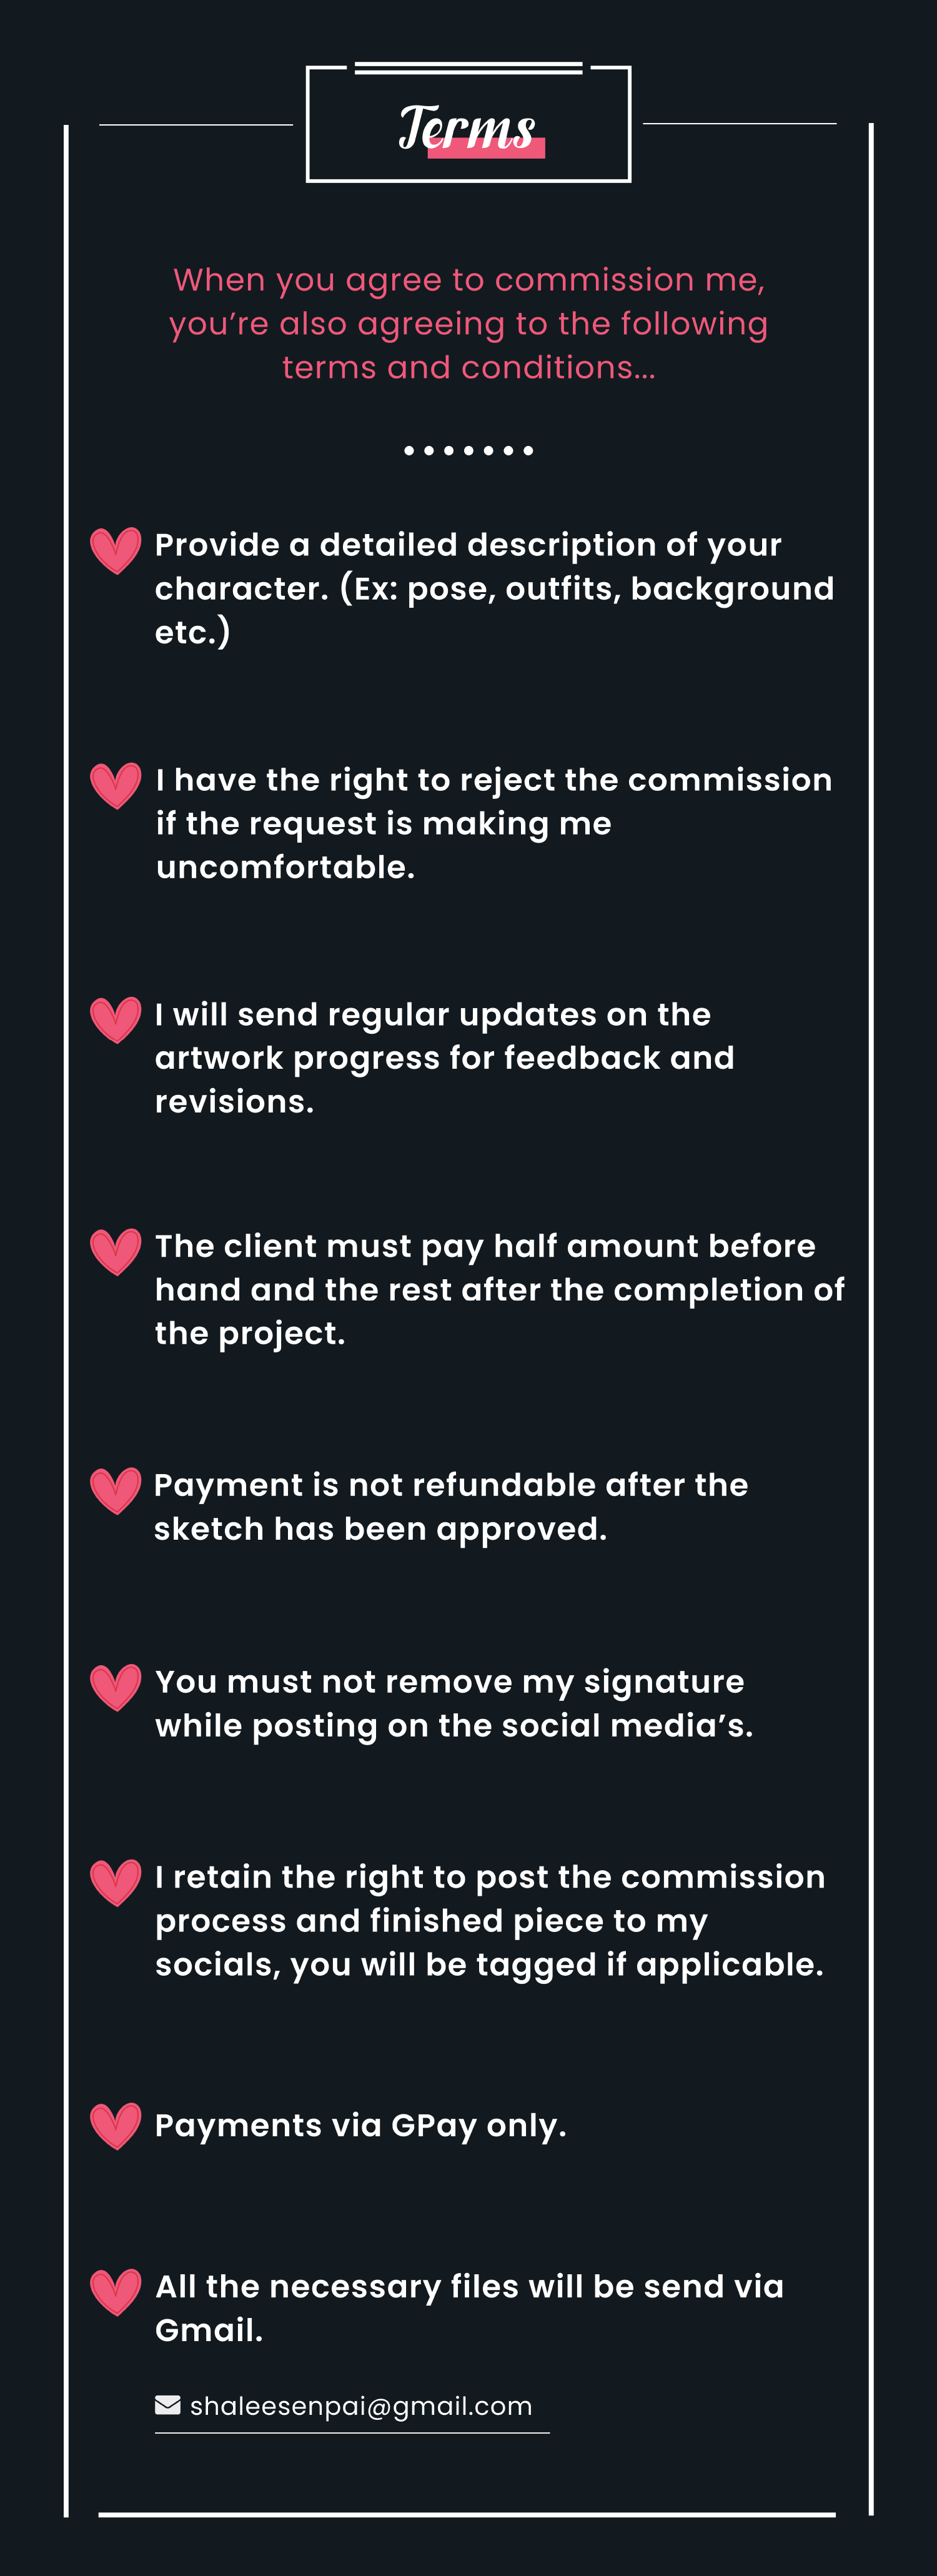 Terms
When you agree to commission me,
you’re also agreeing to the following
terms and conditions...
Provide a detailed description of your
character. (Ex: pose, outfits, background
etc.)
I have the right to reject the commission
if the request is making me
uncomfortable.
I will send regular updates on the
artwork progress for feedback and
revisions.
The client must pay half amount before
hand and the rest after the completion of
the project.
Payment is not refundable after the
sketch has been approved.
You must not remove my signature
while posting on the social media’s.
I retain the right to post the commission
process and finished piece to my
socials, you will be tagged if applicable.
Payments via GPay only.
All the necessary files will be send via
Gmail.
shaleesenpai@gmail.com